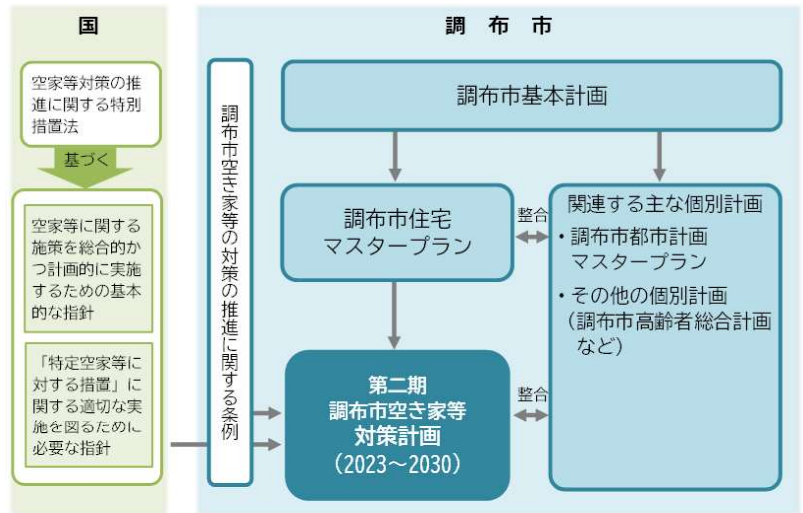 国
空家等対策の推
進に関する特別
措置法
基づく
空家等に関する
施策を総合的か
つ計画的に実施
するための基本
的な指針
「特定空家等に
対する措置」に
関する適切な実
施を図るために
必要な指針
調布市
調布市空き家等の対策の推進に関する条例
調布市基本計画
調布市住宅
マスタープラン
整合
関連する主な個別計画
・調布市都市計画
マスタープラン
・その他の個別計画
（調布市高齢者総合計画
など）
第二期
調布市空き家等
対策計画
（2023～2030）
整合